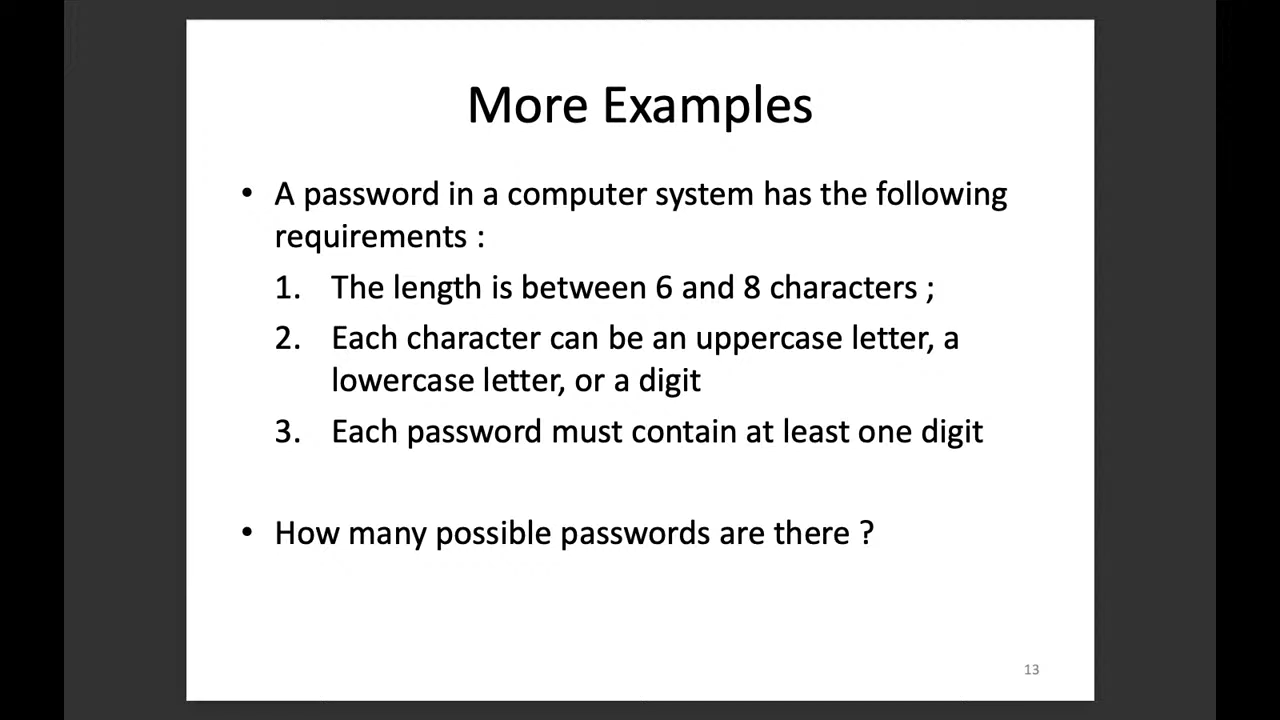 More Examples
• A password in a computer system has the following
requirements :
1. The length is between 6 and 8 characters ;
2. Each character can be an uppercase letter, a
lowercase letter, or a digit
3. Each password must contain at least one digit
• How many possible passwords are there ?
13